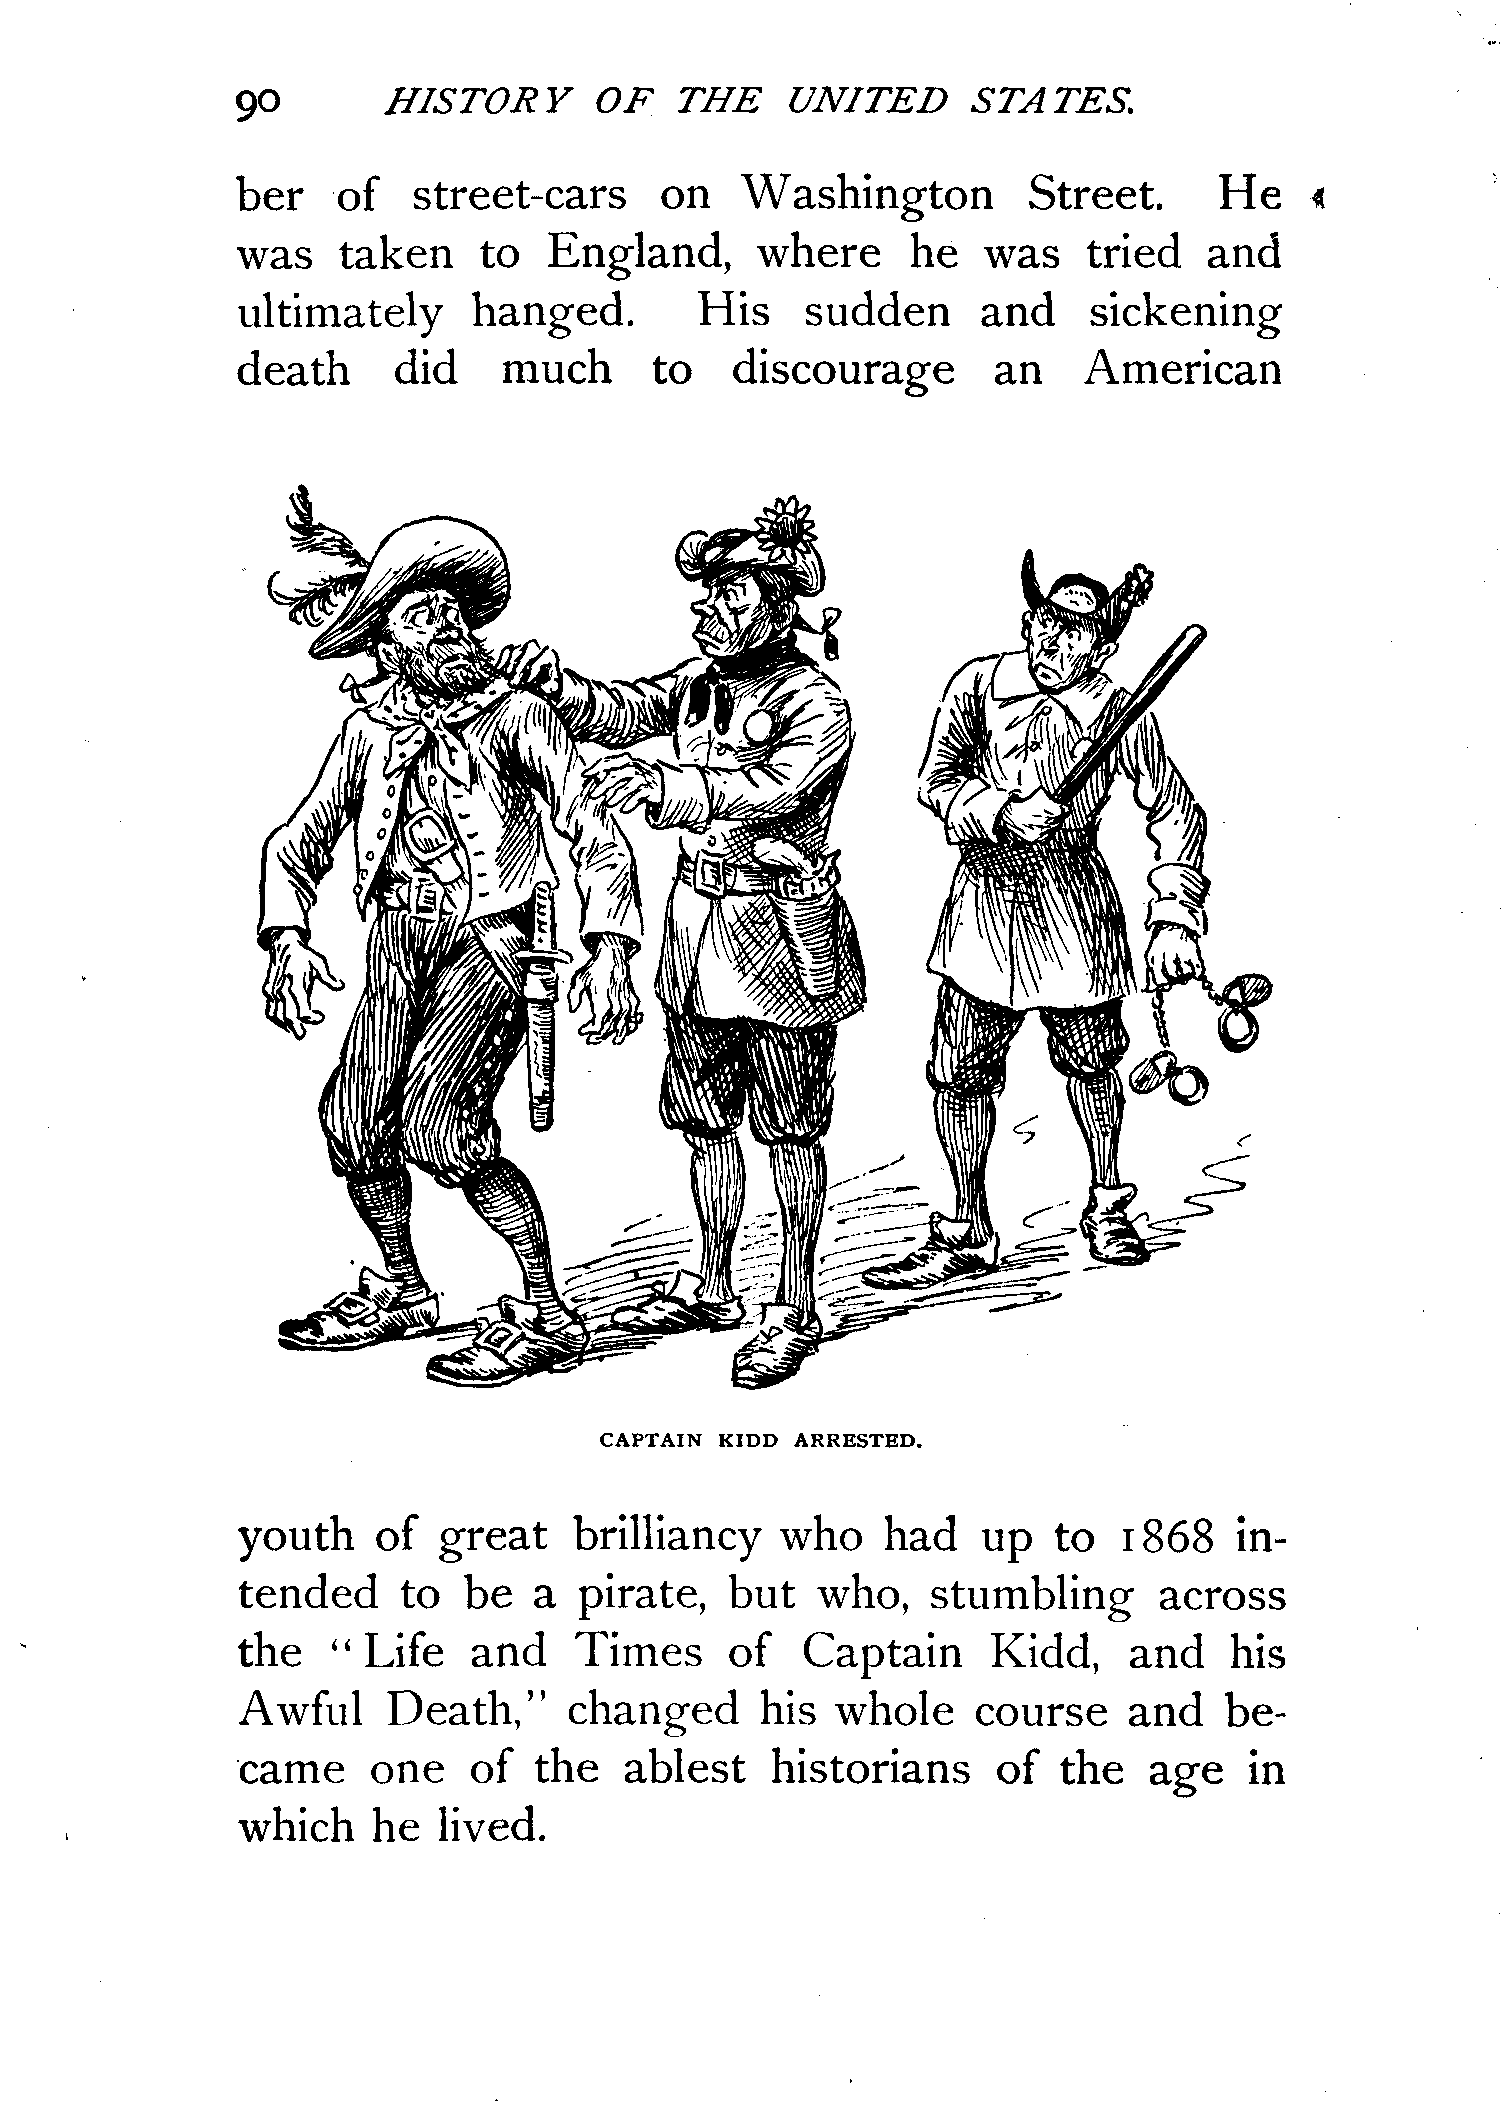 90 HISTORY OF THE UNITED STATES.
ber of street-cars on Washington Street. He
was taken to England, where he was tried and
ultimately hanged. His sudden and sickening
death did much to discourage an American
CAPTAIN KIDD ARRESTED.
youth of great brilliancy who had up to 1868 in-
tended to be a pirate, but who, stumbling across
the “Life and Times of Captain Kidd, and his
Awful Death,” changed his whole course and be-
came one of the ablest historians of the age in
which he lived.